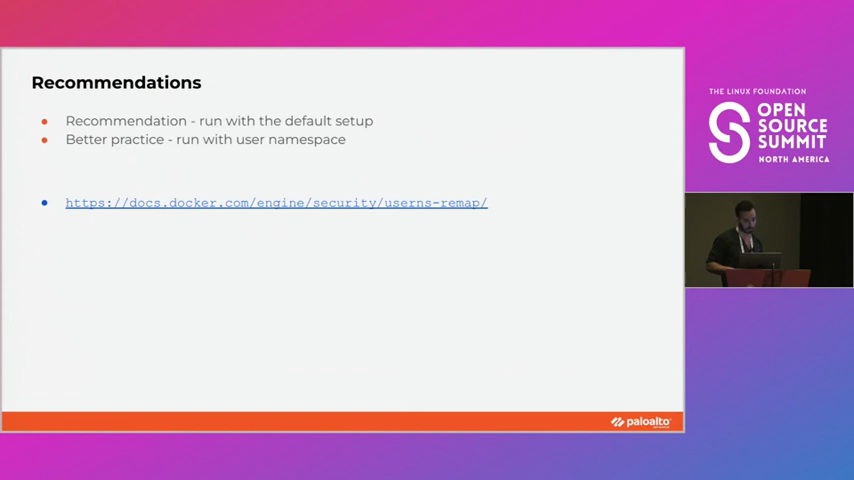 Recommendations
Recommendation - run with the default setup
Better practice - run with user namespace
https://docs.docker.com/engine/security/userns-remap/
paloalto
THE LINUX FOUNDATION
OPEN
SOURCE
SUMMIT
NORTH AMERICA